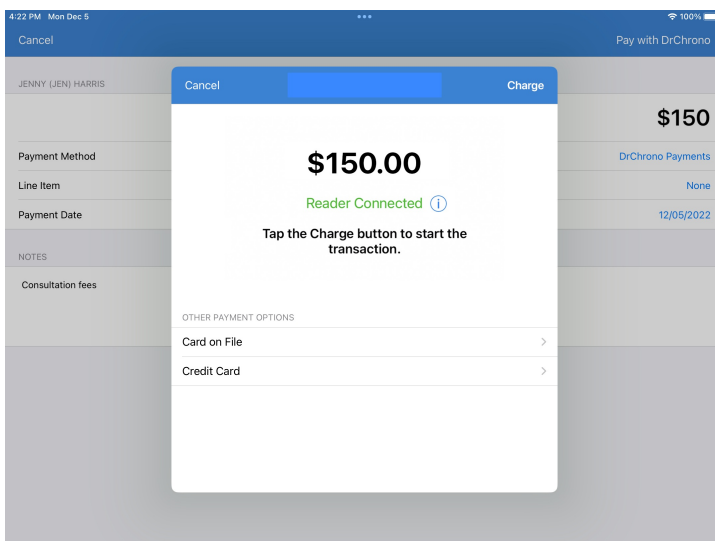 4:22 PM Mon Dec 5
100%
Cancel
Pay with DrChrono
JENNY (JEN) HARRIS
$150
Payment Method
DrChrono Payments
Line Item
None
Payment Date
12/05/2022
NOTES
Consultation fees
Cancel
Charge
$150.00
Reader Connected
Tap the Charge button to start the
transaction.
OTHER PAYMENT OPTIONS
Card on File
Credit Card